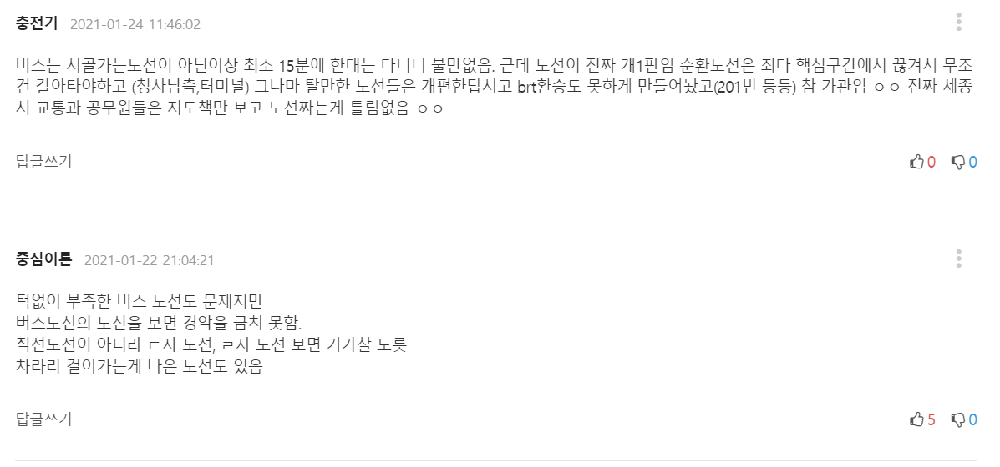 충전기 2021-01-24 11:46:02
버스는 시골가는노선이 아닌이상 최소 15분에 한대는 다니니 불만없음. 근데 노선이 진짜 개1판임 순환노선은 죄다 핵심구간에서 끊겨서 무조
건 갈아타야하고 (청사남측,터미널) 그나마 탈만한 노선들은 개편한답시고 brt환승도 못하게 만들어놨고(201번 등등) 참 가관임 ㅇㅇ 진짜 세종
시 교통과 공무원들은 지도책만 보고 노선짜는게 틀림없음 ㅇㅇ
답글쓰기 0 0
중심이론 2021-01-22 21:04:21
턱없이 부족한 버스 노선도 문제지만
버스노선의 노선을 보면 경악을 금치 못함.
직선노선이 아니라 ㄷ자 노선, ㄹ자 노선 보면 기가찰 노릇
차라리 걸어가는게 나은 노선도 있음
답글쓰기 5 0